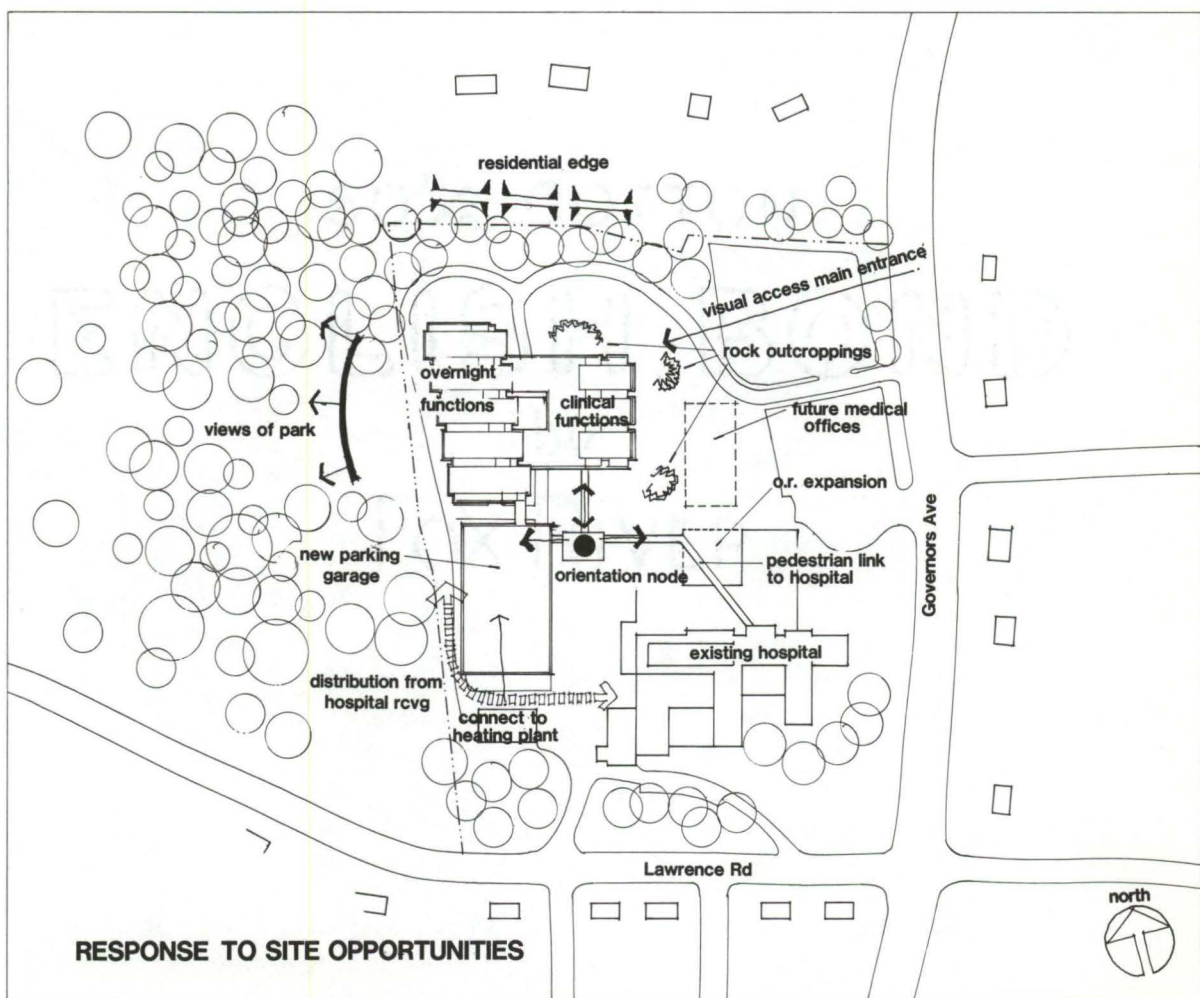 residential edge
visual access main entrance
rock outcroppings
overnight
functions
clinical
functions
future medical
offices
views of park
o.r. expansion
new parking
garage
orientation node
pedestrian link
to hospital
Governors Ave
existing hospital
distribution from
hospital rcvg
connect to
heating plant
Lawrence Rd
north
RESPONSE TO SITE OPPORTUNITIES